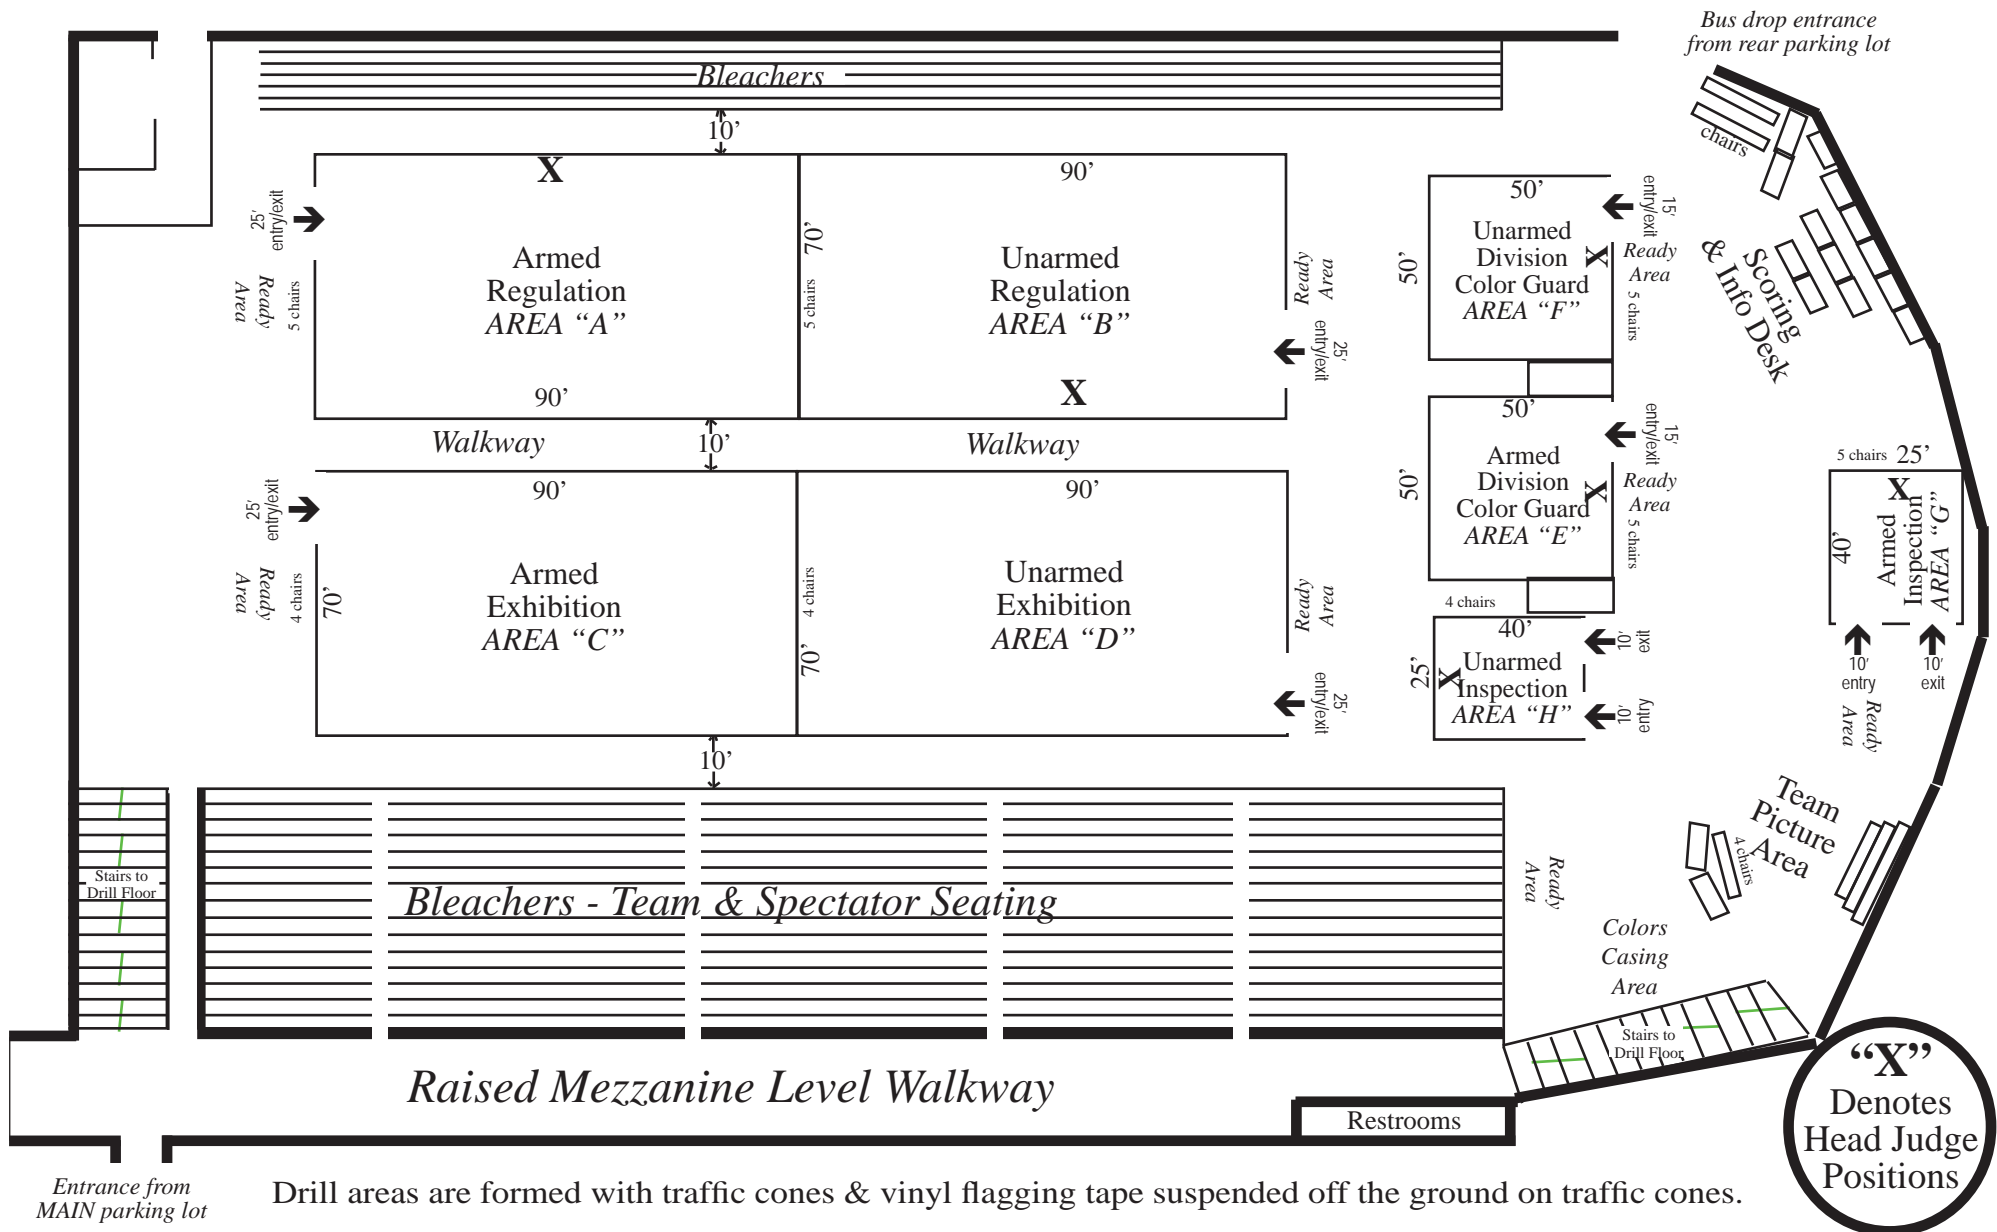 Bus drop entrance
from rear parking lot
Bleachers
10’
chairs
X
90’
25’
entry/exit
Ready
Area
5 chairs
Armed
Regulation
AREA “A”
90’
70’
5 chairs
Unarmed
Regulation
AREA “B”
X
Ready
Area
25’
entry/exit
50’
50’
Unarmed
Division
Color Guard
AREA “F”
X
15’
entry/exit
Ready
Area
5 chairs
Scoring
& Info Desk
Walkway
10’
Walkway
50’
50’
Armed
Division
Color Guard
AREA “E”
X
15’
entry/exit
Ready
Area
5 chairs
5 chairs
25’
X
40’
Armed
Inspection
AREA “G”
10’
entry
10’
exit
Ready
Area
25’
entry/exit
Ready
Area
4 chairs
90’
70’
Armed
Exhibition
AREA “C”
4 chairs
70’
90’
Unarmed
Exhibition
AREA “D”
Ready
Area
25’
entry/exit
4 chairs
40’
25’
X
Unarmed
Inspection
AREA “H”
10’
exit
10’
entry
10’
Team
Picture
Area
4 chairs
Stairs to
Drill Floor
Bleachers - Team & Spectator Seating
Ready
Area
Colors
Casing
Area
Stairs to
Drill Floor
Raised Mezzanine Level Walkway
Restrooms
“X”
Denotes
Head Judge
Positions
Entrance from
MAIN parking lot
Drill areas are formed with traffic cones & vinyl flagging tape suspended off the ground on traffic cones.